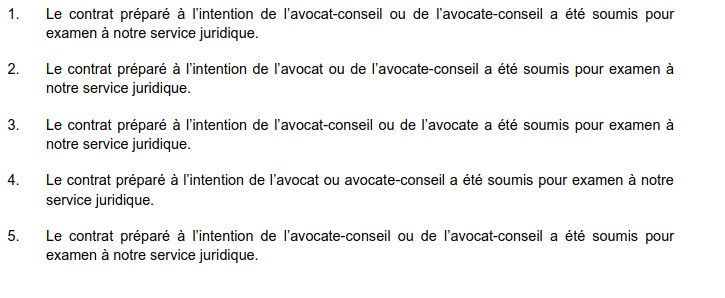 1. Le contrat préparé à l'intention de l'avocat-conseil ou de l'avocate-conseil a été soumis pour
examen à notre service juridique.
2. Le contrat préparé à l'intention de l'avocat ou de l'avocate-conseil a été soumis pour examen à
notre service juridique.
3. Le contrat préparé à l'intention de l'avocat-conseil ou de l'avocate a été soumis pour examen à
notre service juridique.
4. Le contrat préparé à l'intention de l'avocat ou avocate-conseil a été soumis pour examen à notre
service juridique.
5. Le contrat préparé à l'intention de l'avocate-conseil ou de l'avocat-conseil a été soumis pour
examen à notre service juridique.